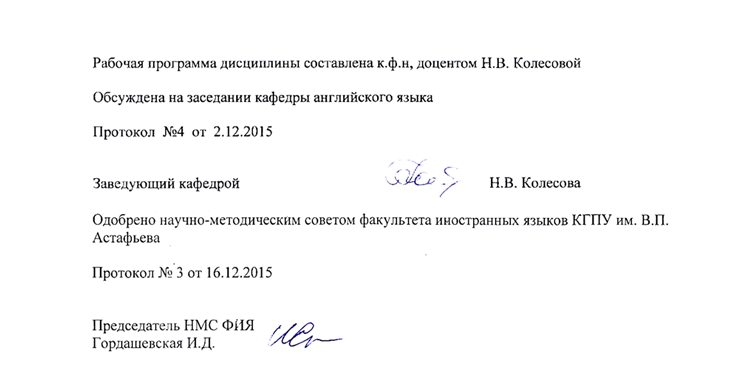 Рабочая программа дисциплины составлена к.ф.н, доцентом Н.В. Колесовой
Обсуждена на заседании кафедры английского языка
Протокол №4 от 2.12.2015
Заведующий кафедрой Н.В. Колесова
Одобрено научно-методическим советом факультета иностранных языков КГПУ им. В.П.
Астафьева
Протокол № 3 от 16.12.2015
Председатель НМС ФИЯ
Гордашевская И.Д.